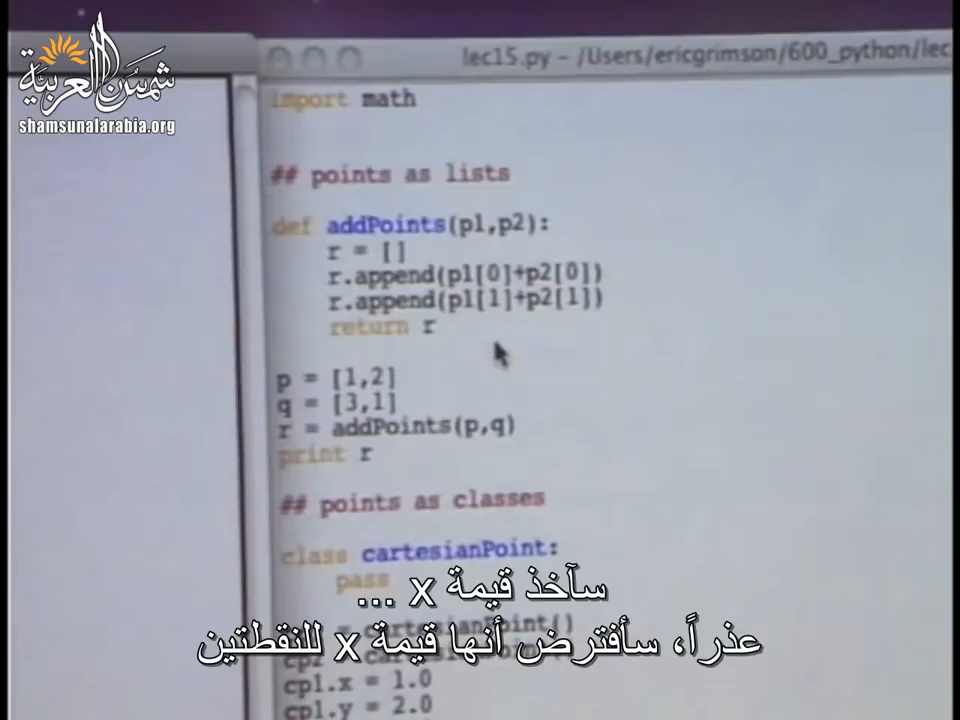 شمس العربية
shamsunalarabia.org
lec15.py – /Users/ericgrimson/600_python/lec
import math
## points as lists
def addPoints(p1,p2):
r = []
r.append(p1[0]+p2[0])
r.append(p1[1]+p2[1])
return r
p = [1,2]
q = [3,1]
r = addPoints(p,q)
print r
## points as classes
class cartesianPoint:
pass
سآخذ قيمة x ...
= cartesianPoint()
عذراً، سأفترض أنها قيمة x للنقطتين
cp2
cp1.x = 1.0
cp1.y = 2.0